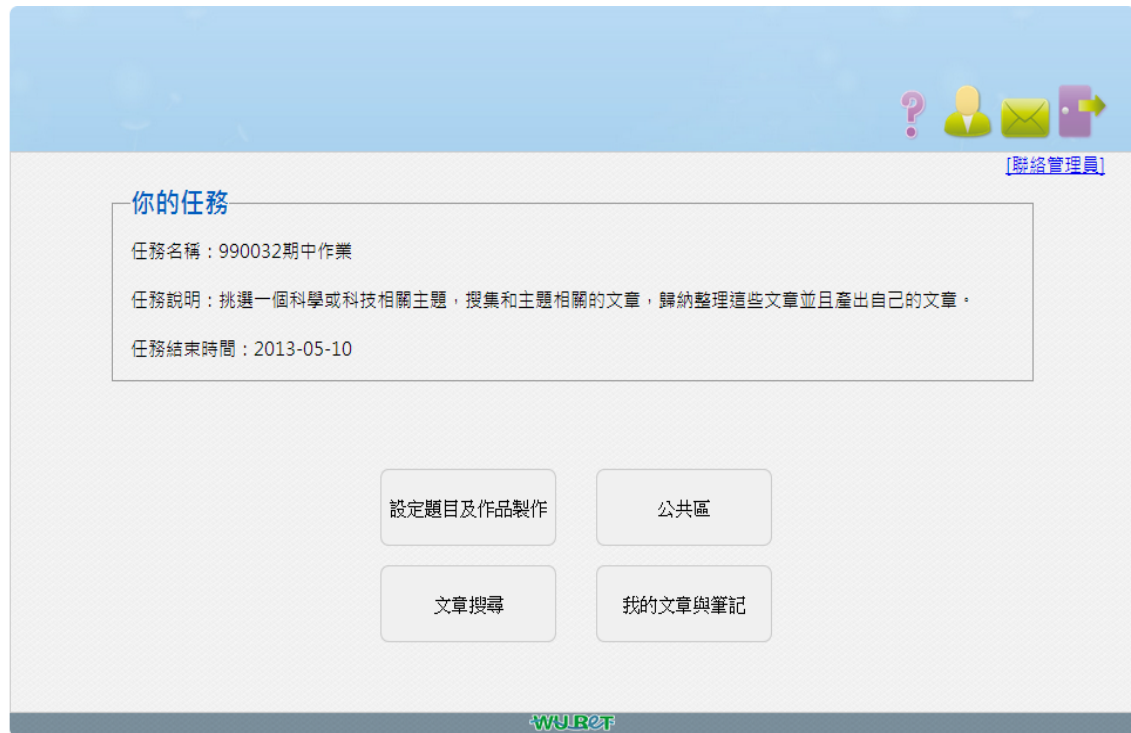 [聯絡管理員]
你的任務
任務名稱：990032期中作業
任務說明：挑選一個科學或科技相關主題，搜集和主題相關的文章，歸納整理這些文章並且產出自己的文章。
任務結束時間：2013-05-10
設定題目及作品製作
公共區
文章搜尋
我的文章與筆記
WU.BET